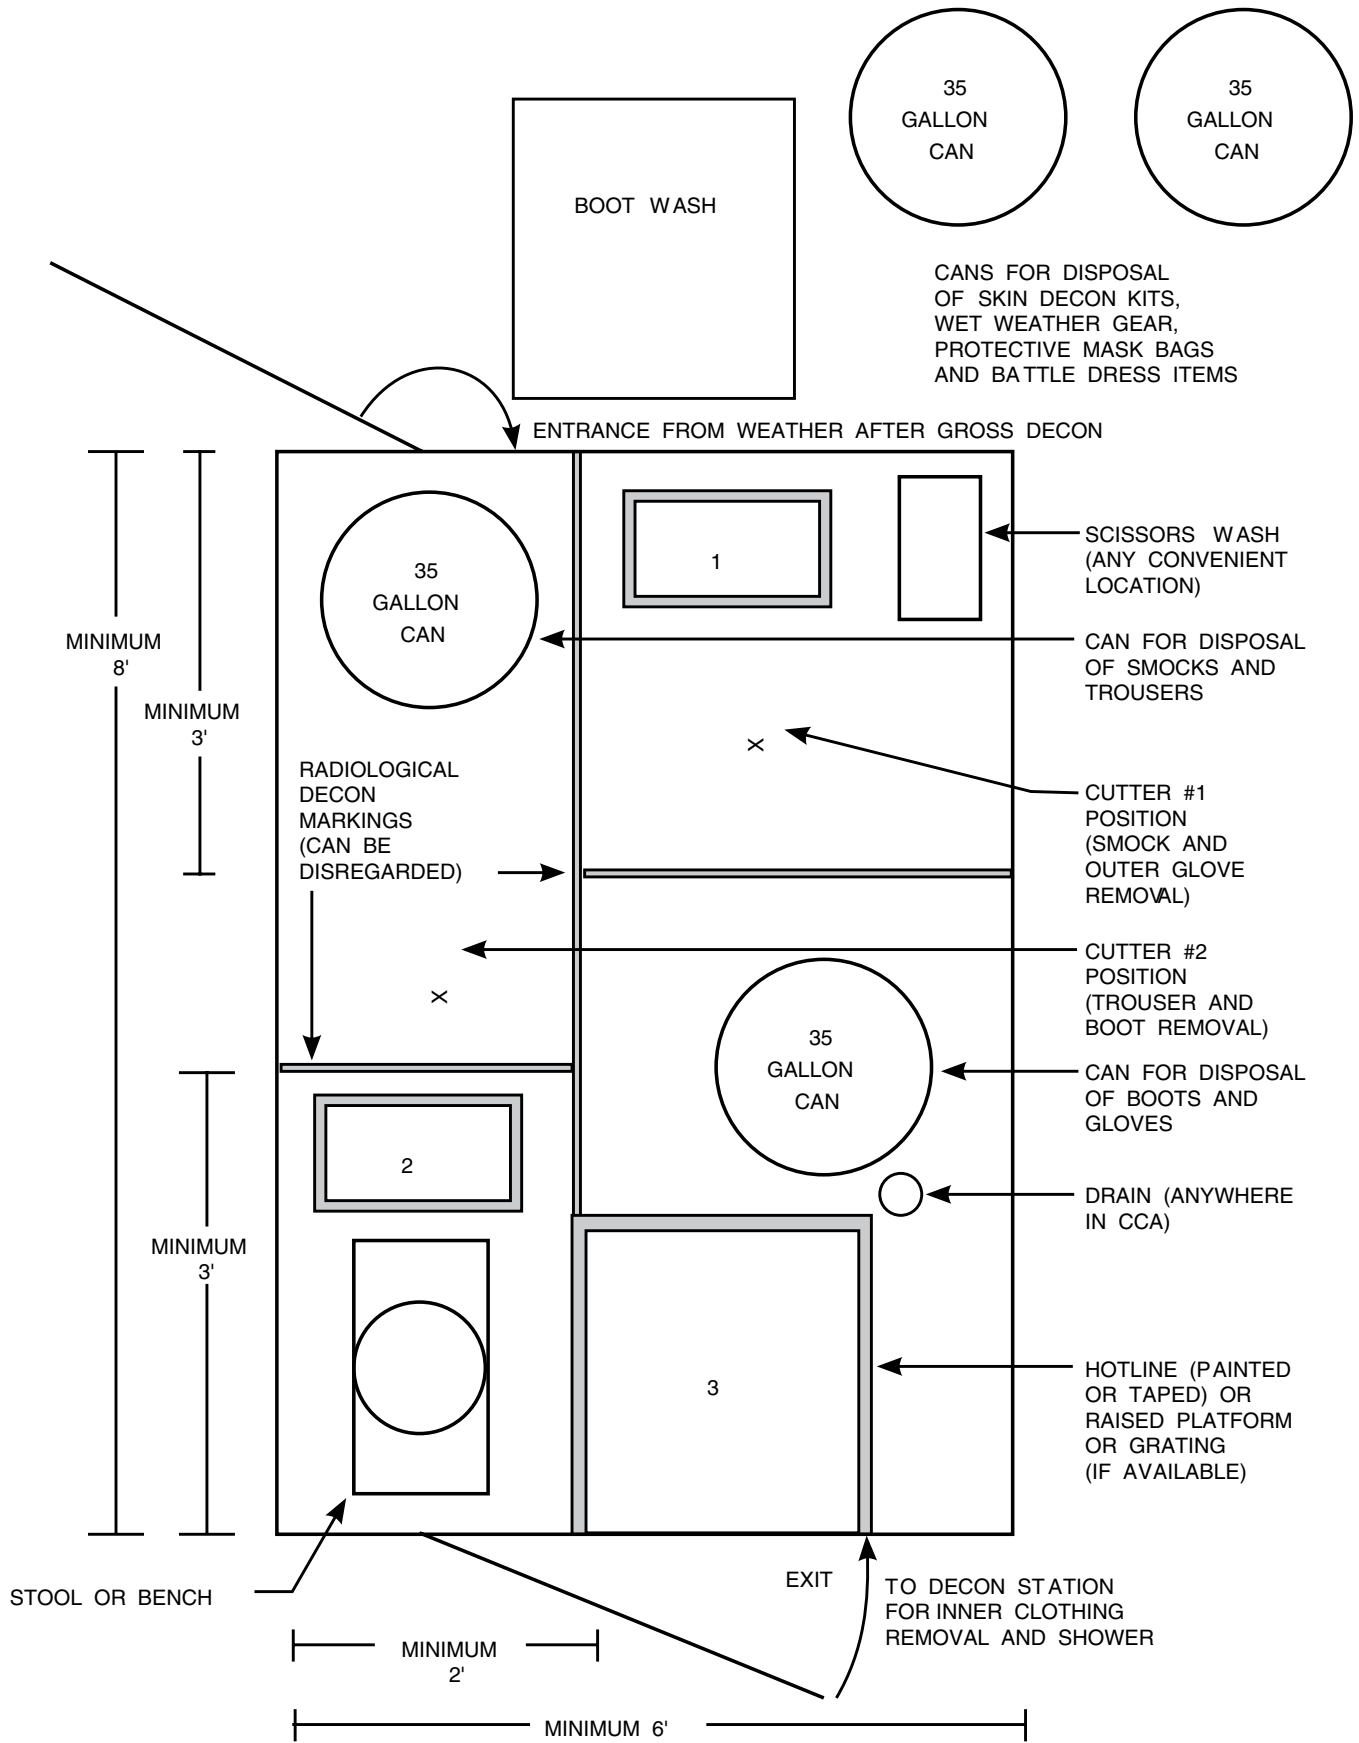 35
GALLON
CAN
35
GALLON
CAN
BOOT WASH
CANS FOR DISPOSAL
OF SKIN DECON KITS,
WET WEATHER GEAR,
PROTECTIVE MASK BAGS
AND BATTLE DRESS ITEMS
ENTRANCE FROM WEATHER AFTER GROSS DECON
35
GALLON
CAN
1
SCISSORS WASH
(ANY CONVENIENT
LOCATION)
MINIMUM
8'
CAN FOR DISPOSAL
OF SMOCKS AND
TROUSERS
MINIMUM
3'
X
RADIOLOGICAL
DECON
MARKINGS
(CAN BE
DISREGARDED)
CUTTER #1
POSITION
(SMOCK AND
OUTER GLOVE
REMOVAL)
CUTTER #2
POSITION
(TROUSER AND
BOOT REMOVAL)
X
35
GALLON
CAN
CAN FOR DISPOSAL
OF BOOTS AND
GLOVES
2
DRAIN (ANYWHERE
IN CCA)
MINIMUM
3'
3
HOTLINE (PAINTED
OR TAPED) OR
RAISED PLATFORM
OR GRATING
(IF AVAILABLE)
STOOL OR BENCH
EXIT
TO DECON STATION
FOR INNER CLOTHING
REMOVAL AND SHOWER
MINIMUM
2'
MINIMUM 6'